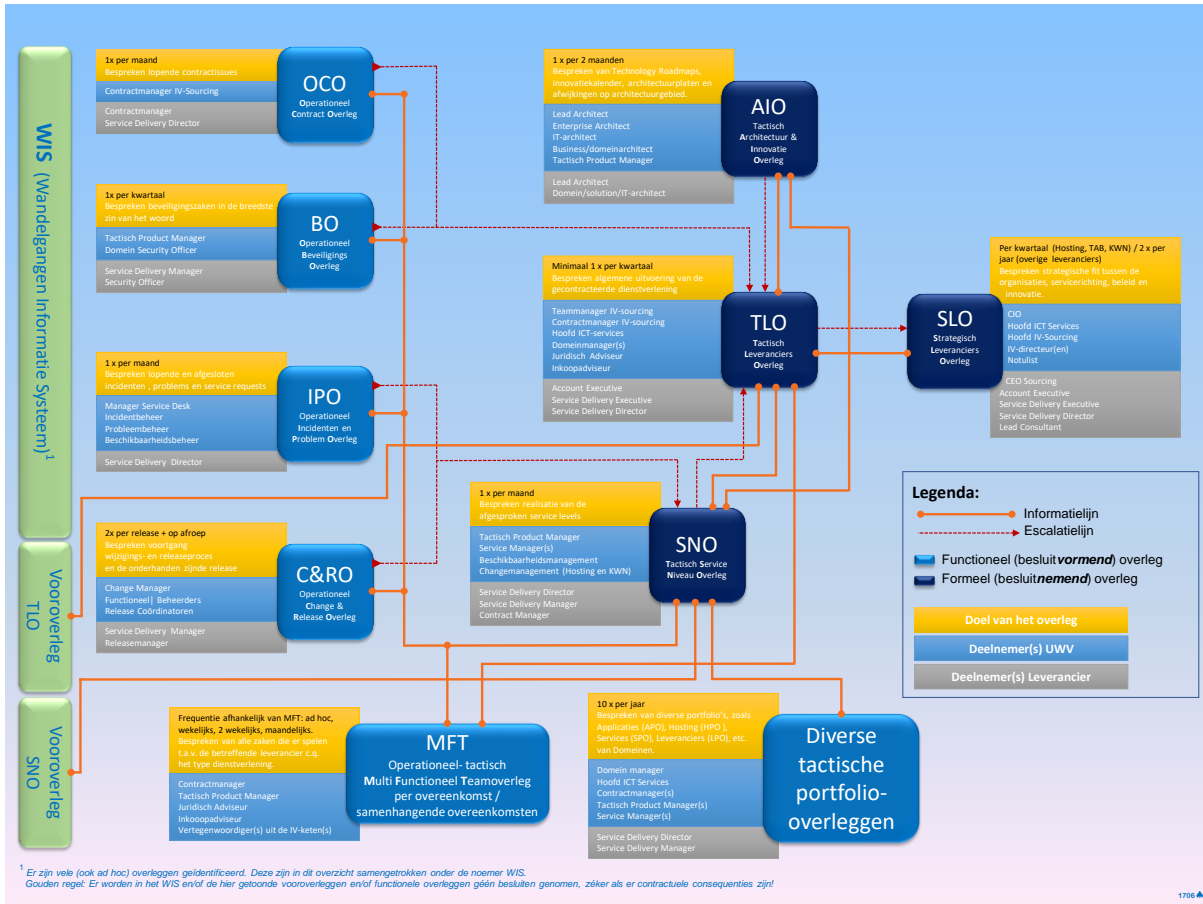 WIS (Wandelgangen Informatie Systeem)1
Vooroverleg
TLO
Vooroverleg
SNO
1x per maand
Bespreken lopende contractissues
Contractmanager IV-Sourcing
Contractmanager
Service Delivery Director
OCO
Operationeel
Contract Overleg
1x per kwartaal
Bespreken beveiligingszaken in de breedste
zin van het woord
Tactisch Product Manager
Domein Security Officer
Service Delivery Manager
Security Officer
BO
Operationeel
Beveiligings
Overleg
1x per maand
Bespreken lopende en afgesloten
incidenten , problems en service requests
Manager Service Desk
Incidentbeheer
Probleembeheer
Beschikbaarheidsbeheer
Service Delivery Director
IPO
Operationeel
Incidenten en
Problem Overleg
2x per release + op afroep
Bespreken voortgang
wijzigings- en releaseproces
en de onderhanden zijnde release
Change Manager
Functioneel| Beheerders
Release Coördinatoren
Service Delivery Manager
Releasemanager
C&RO
Operationeel
Change &
Release Overleg
1 x per 2 maanden
Bespreken van Technology Roadmaps,
innovatiekalender, architectuurplaten en
afwijkingen op architectuurgebied.
Lead Architect
Enterprise Architect
IT-architect
Business/domeinarchitect
Tactisch Product Manager
Lead Architect
Domein/solution/IT-architect
AIO
Tactisch
Architectuur &
Innovatie
Overleg
Minimaal 1 x per kwartaal
Bespreken algemene uitvoering van de
gecontracteerde dienstverlening
Teammanager IV-sourcing
Contractmanager IV-sourcing
Hoofd ICT-services
Domeinmanager(s)
Juridisch Adviseur
Inkoopadviseur
Account Executive
Service Delivery Executive
Service Delivery Director
TLO
Tactisch
Leveranciers
Overleg
SLO
Strategisch
Leveranciers
Overleg
Per kwartaal (Hosting, TAB, KWN) / 2 x per
jaar (overige leveranciers)
Bespreken strategische fit tussen de
organisaties, servicerichting, beleid en
innovatie.
CIO
Hoofd ICT Services
Hoofd IV-Sourcing
IV-directeur(en)
Notulist
CEO Sourcing
Account Executive
Service Delivery Executive
Service Delivery Director
Lead Consultant
1 x per maand
Bespreken realisatie van de
afgesproken service levels
Tactisch Product Manager
Service Manager(s)
Beschikbaarheidsmanagement
Changemanagement (Hosting en KWN)
Service Delivery Director
Service Delivery Manager
Contract Manager
SNO
Tactisch Service
Niveau Overleg
Legenda:
Informatielijn
Escalatielijn
Functioneel (besluitvormend) overleg
Formeel (besluitnemend) overleg
Doel van het overleg
Deelnemer(s) UWV
Deelnemer(s) Leverancier
Frequentie afhankelijk van MFT: ad hoc,
wekelijks, 2 wekelijks, maandelijks.
Bespreken van alle zaken die er spelen
t.a.v. de betreffende leverancier c.q.
het type dienstverlening.
Contractmanager
Tactisch Product Manager
Juridisch Adviseur
Inkooopadviseur
Vertegenwoordiger(s) uit de IV-keten(s)
MFT
Operationeel- tactisch
Multi Functioneel Teamoverleg
per overeenkomst /
samenhangende overeenkomsten
10 x per jaar
Bespreken van diverse portfolio's, zoals
Applicaties (APO), Hosting (HPO ),
Services (SPO), Leveranciers (LPO), etc.
van Domeinen.
Domein manager
Hoofd ICT Services
Contractmanager(s)
Tactisch Product Manager(s)
Service Manager(s)
Service Delivery Director
Service Delivery Manager
Diverse
tactische
portfolio-
overleggen
1 Er zijn vele (ook ad hoc) overleggen geïdentificeerd. Deze zijn in dit overzicht samengetrokken onder de noemer WIS.
Gouden regel: Er worden in het WIS en/of de hier getoonde vooroverleggen en/of functionele overleggen géén besluiten genomen, zéker als er contractuele consequenties zijn!
1706